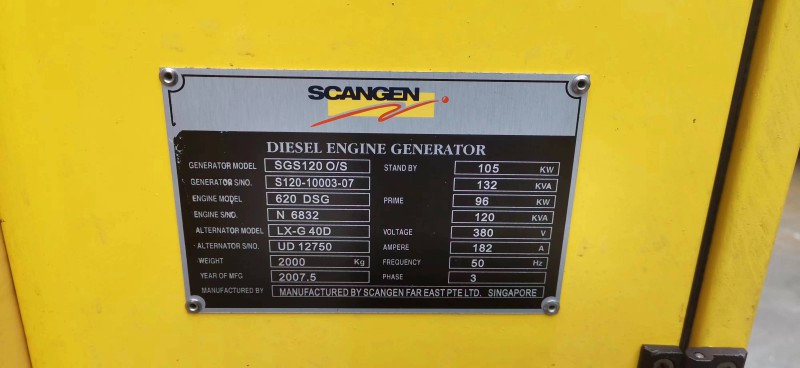 SCANGEN
DIESEL ENGINE GENERATOR
GENERATOR MODEL SGS120 O/S STAND BY 105 KW
GENERATOR S/NO. S120-10003-07 132 KVA
ENGINE MODEL 620 DSG PRIME 96 KW
ENGINE S/NO. N 6832 120 KVA
ALTERNATOR MODEL LX-G 40D VOLTAGE 380 V
ALTERNATOR S/NO. UD 12750 AMPERE 182 A
WEIGHT 2000 Kg FREQUENCY 50 Hz
YEAR OF MFG 2007.5 PHASE 3
MANUFACTURED BY MANUFACTURED BY SCANGEN FAR EAST PTE LTD. SINGAPORE